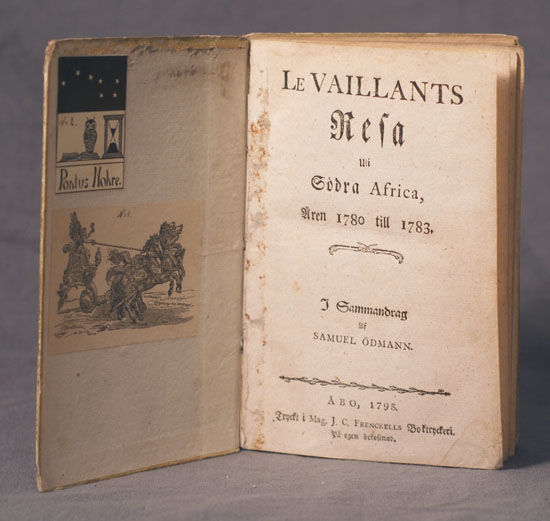 Pontus
LE VAILLANTS
Reſa
Uti
Södra Africa,
Åren 1780 till 1783.
I Sammandrag
Af
SAMUEL ÖDMANN.
ÅBO, 1795.
Tryckt i Mag. J. C. FRENCKELLS Boktryckeri.
På egen bekoſtnad.